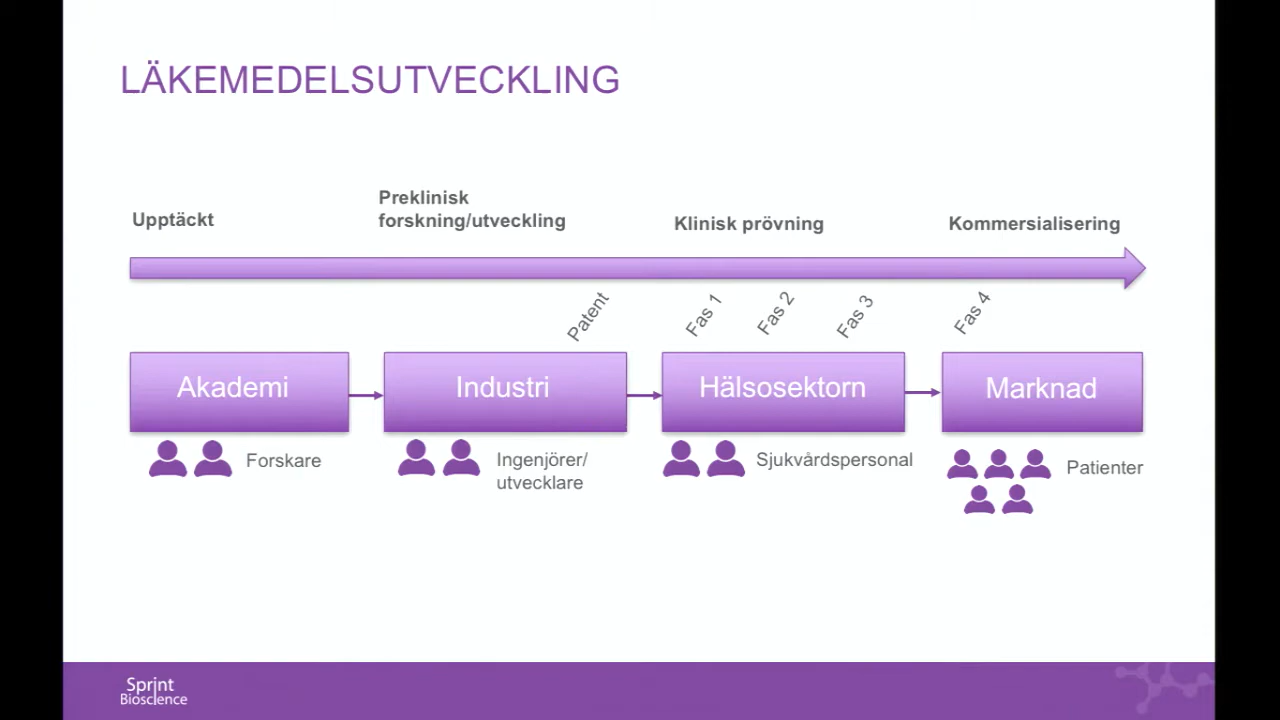 LÄKEMEDELSUTVECKLING
Upptäckt
Preklinisk
forskning/utveckling
Klinisk prövning
Kommersialisering
Patent
Fas 1
Fas 2
Fas 3
Fas 4
Akademi
Industri
Hälsosektorn
Marknad
Forskare
Ingenjörer/
utvecklare
Sjukvårdspersonal
Patienter
Sprint
Bioscience